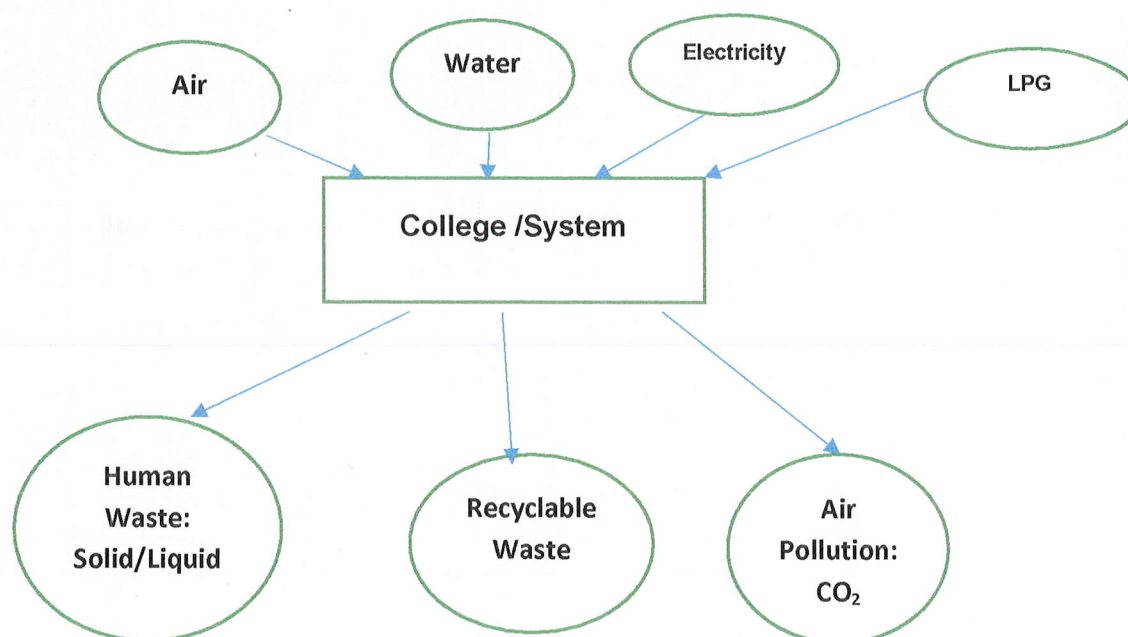 Air
Water
Electricity
LPG
College /System
Human
Waste:
Solid/Liquid
Recyclable
Waste
Air
Pollution:
CO₂